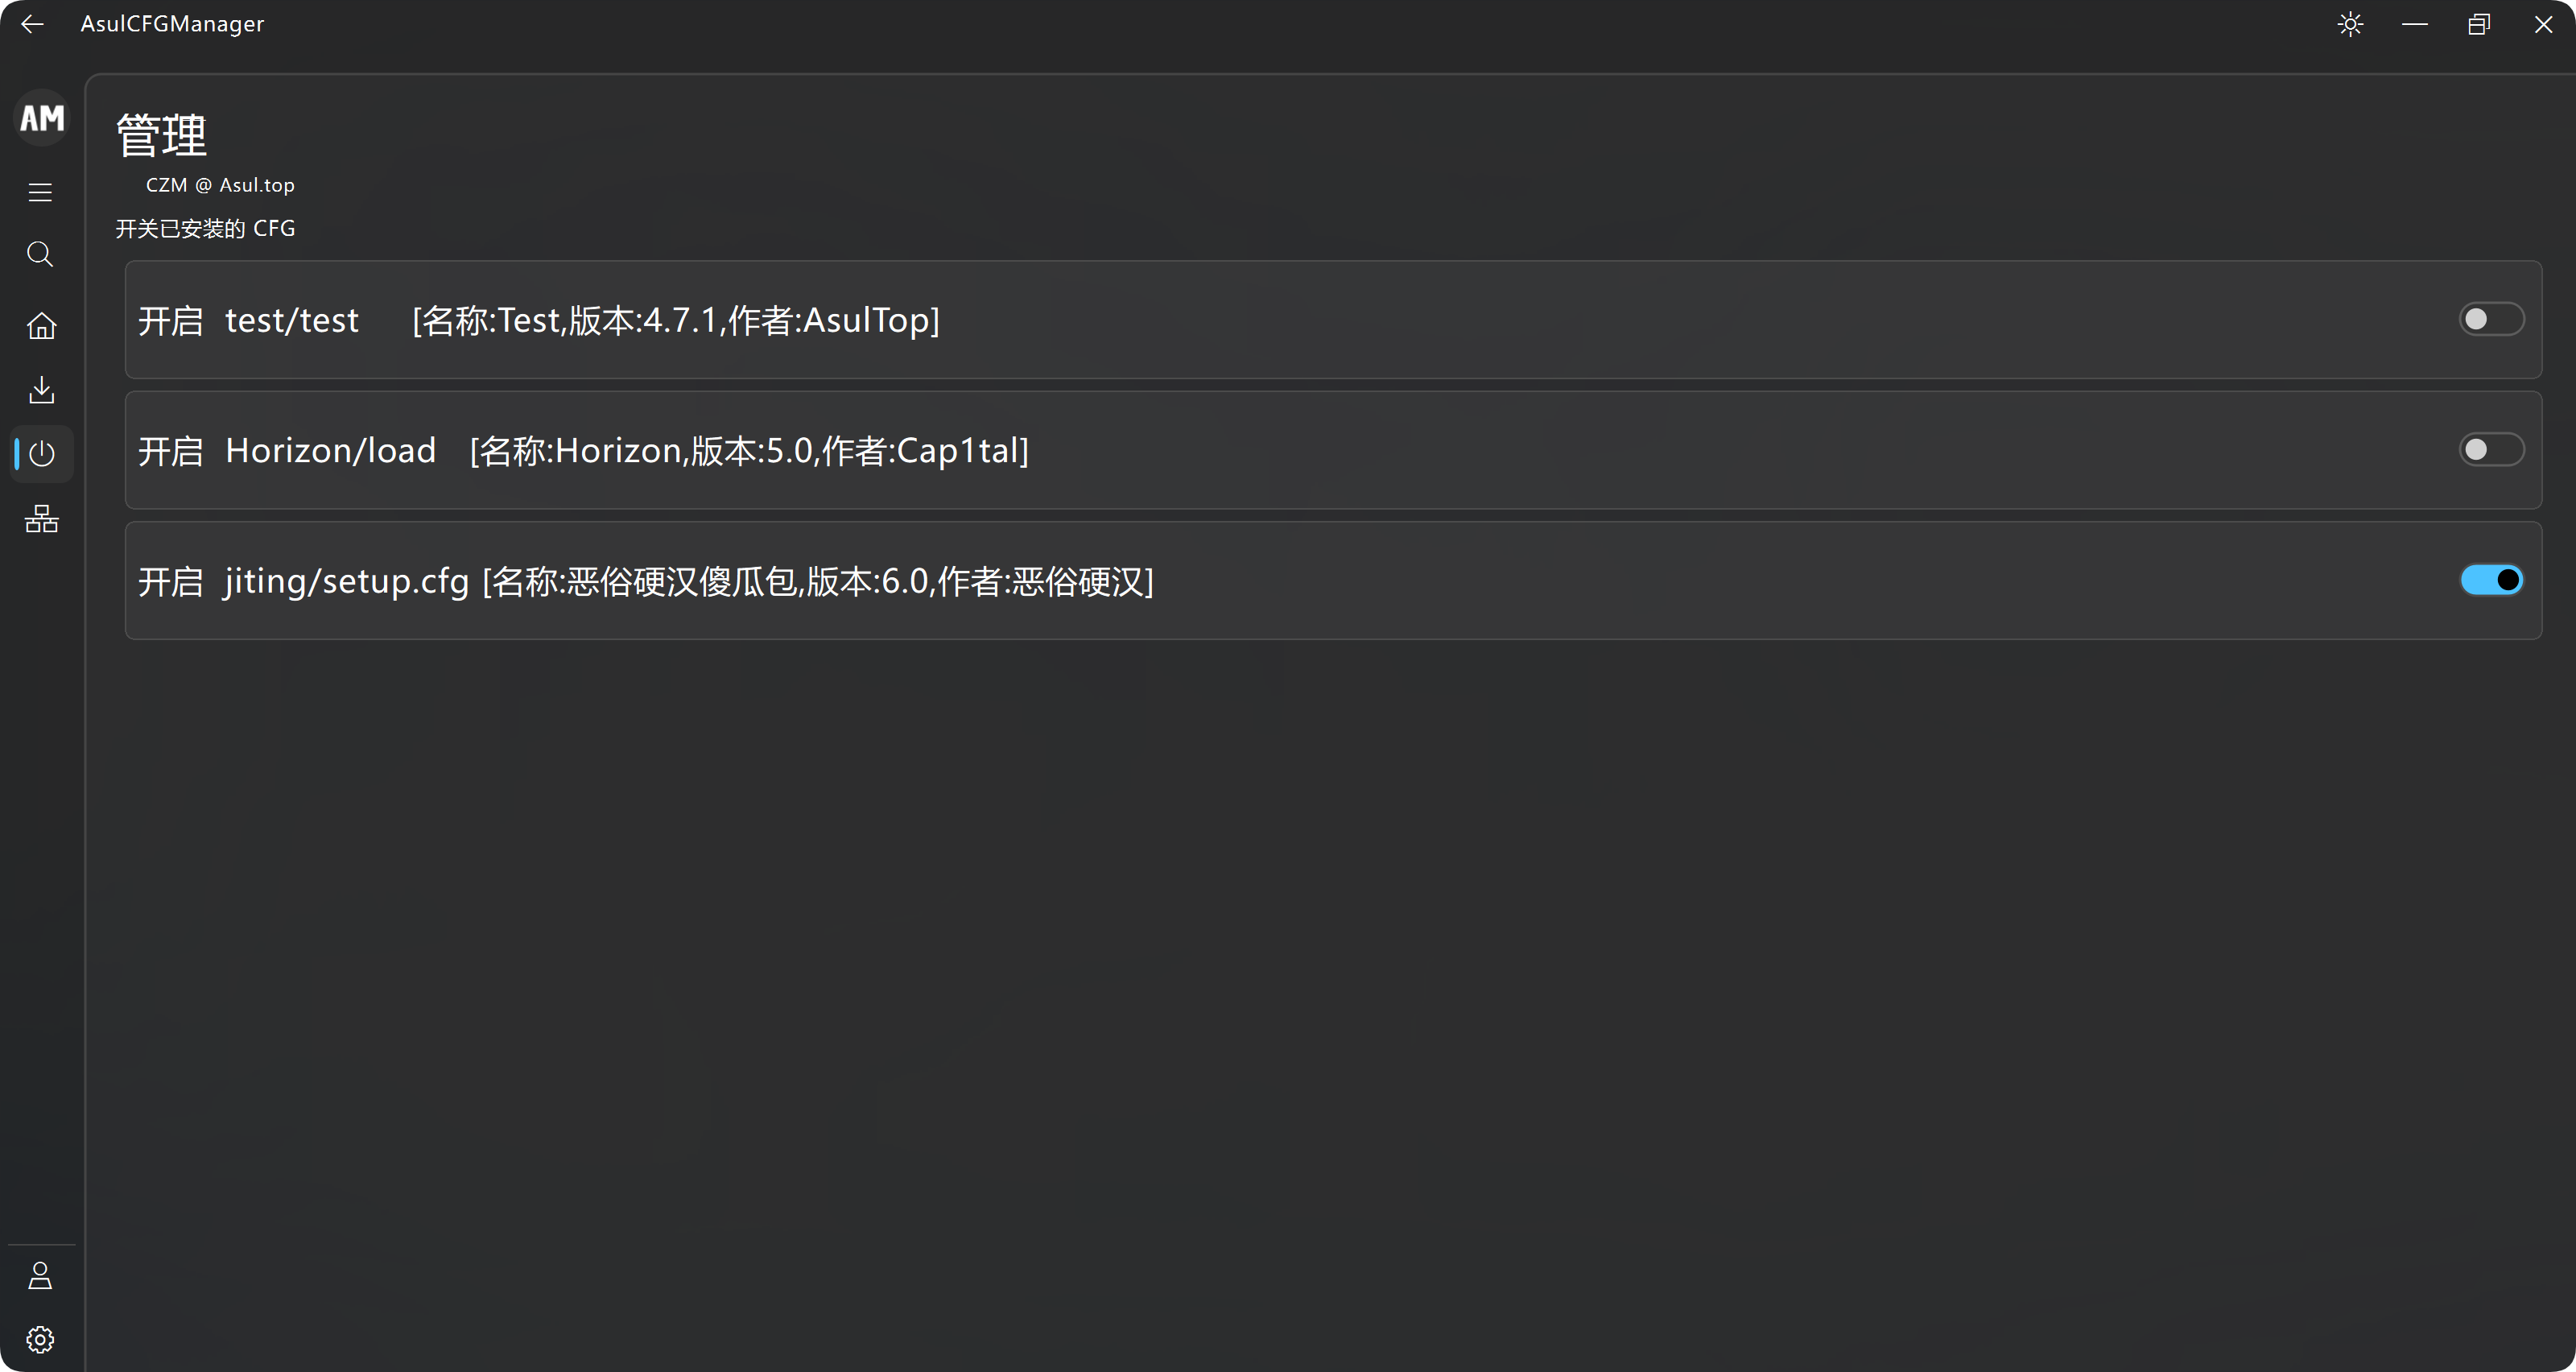 AsulCFGManager
AM
管理
CZM @ Asul.top
开关已安装的 CFG
开启 test/test [名称:Test,版本:4.7.1,作者:AsulTop]
开启 Horizon/load [名称:Horizon,版本:5.0,作者:Cap1tal]
开启 jiting/setup.cfg [名称:恶俗硬汉傻瓜包,版本:6.0,作者:恶俗硬汉]